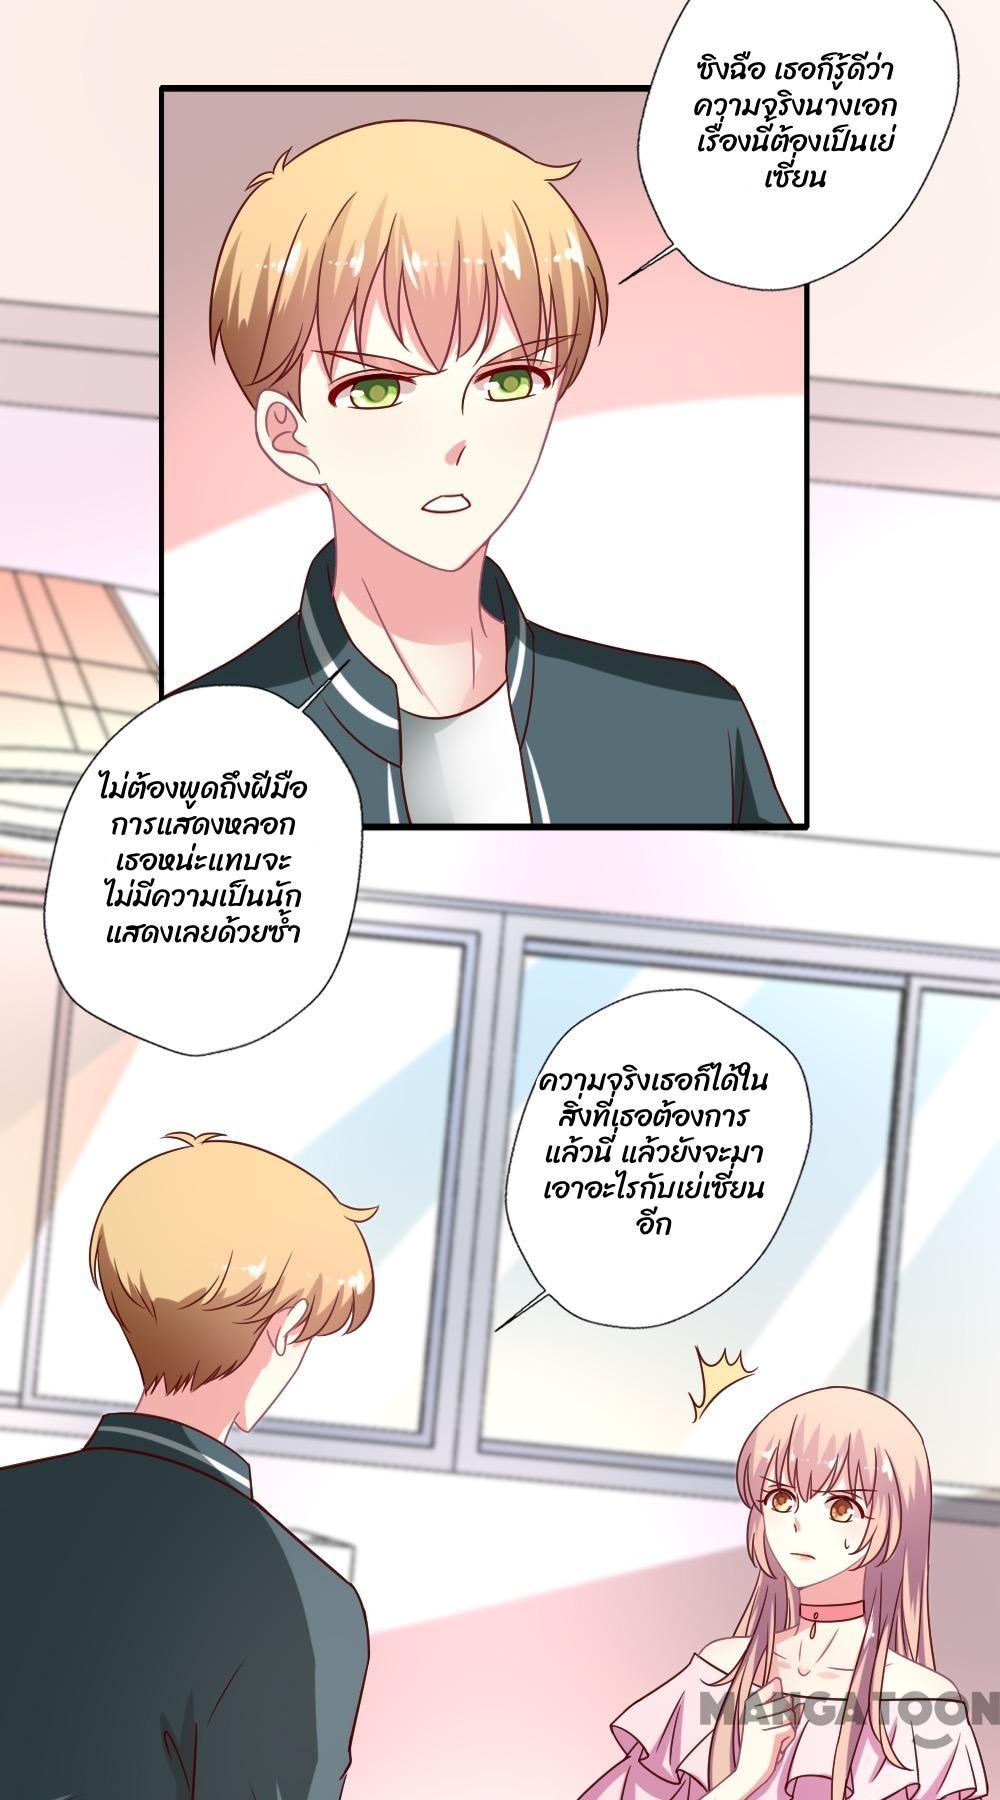 ซิงฉือ เธอก็รู้ดีว่า
ความจริงนางเอก
เรื่องนี้ต้องเป็นเย่
เซี่ยน
ไม่ต้องพูดถึงฝีมือ
การแสดงหลอก
เธอหน่ะแทบจะ
ไม่มีความเป็นนัก
แสดงเลยด้วยซ้ำ
ความจริงเธอก็ได้ใน
สิ่งที่เธอต้องการ
แล้วนี่ แล้วยังจะมา
เอาอะไรกับเย่เซี่ยน
อีก
MANGATOON